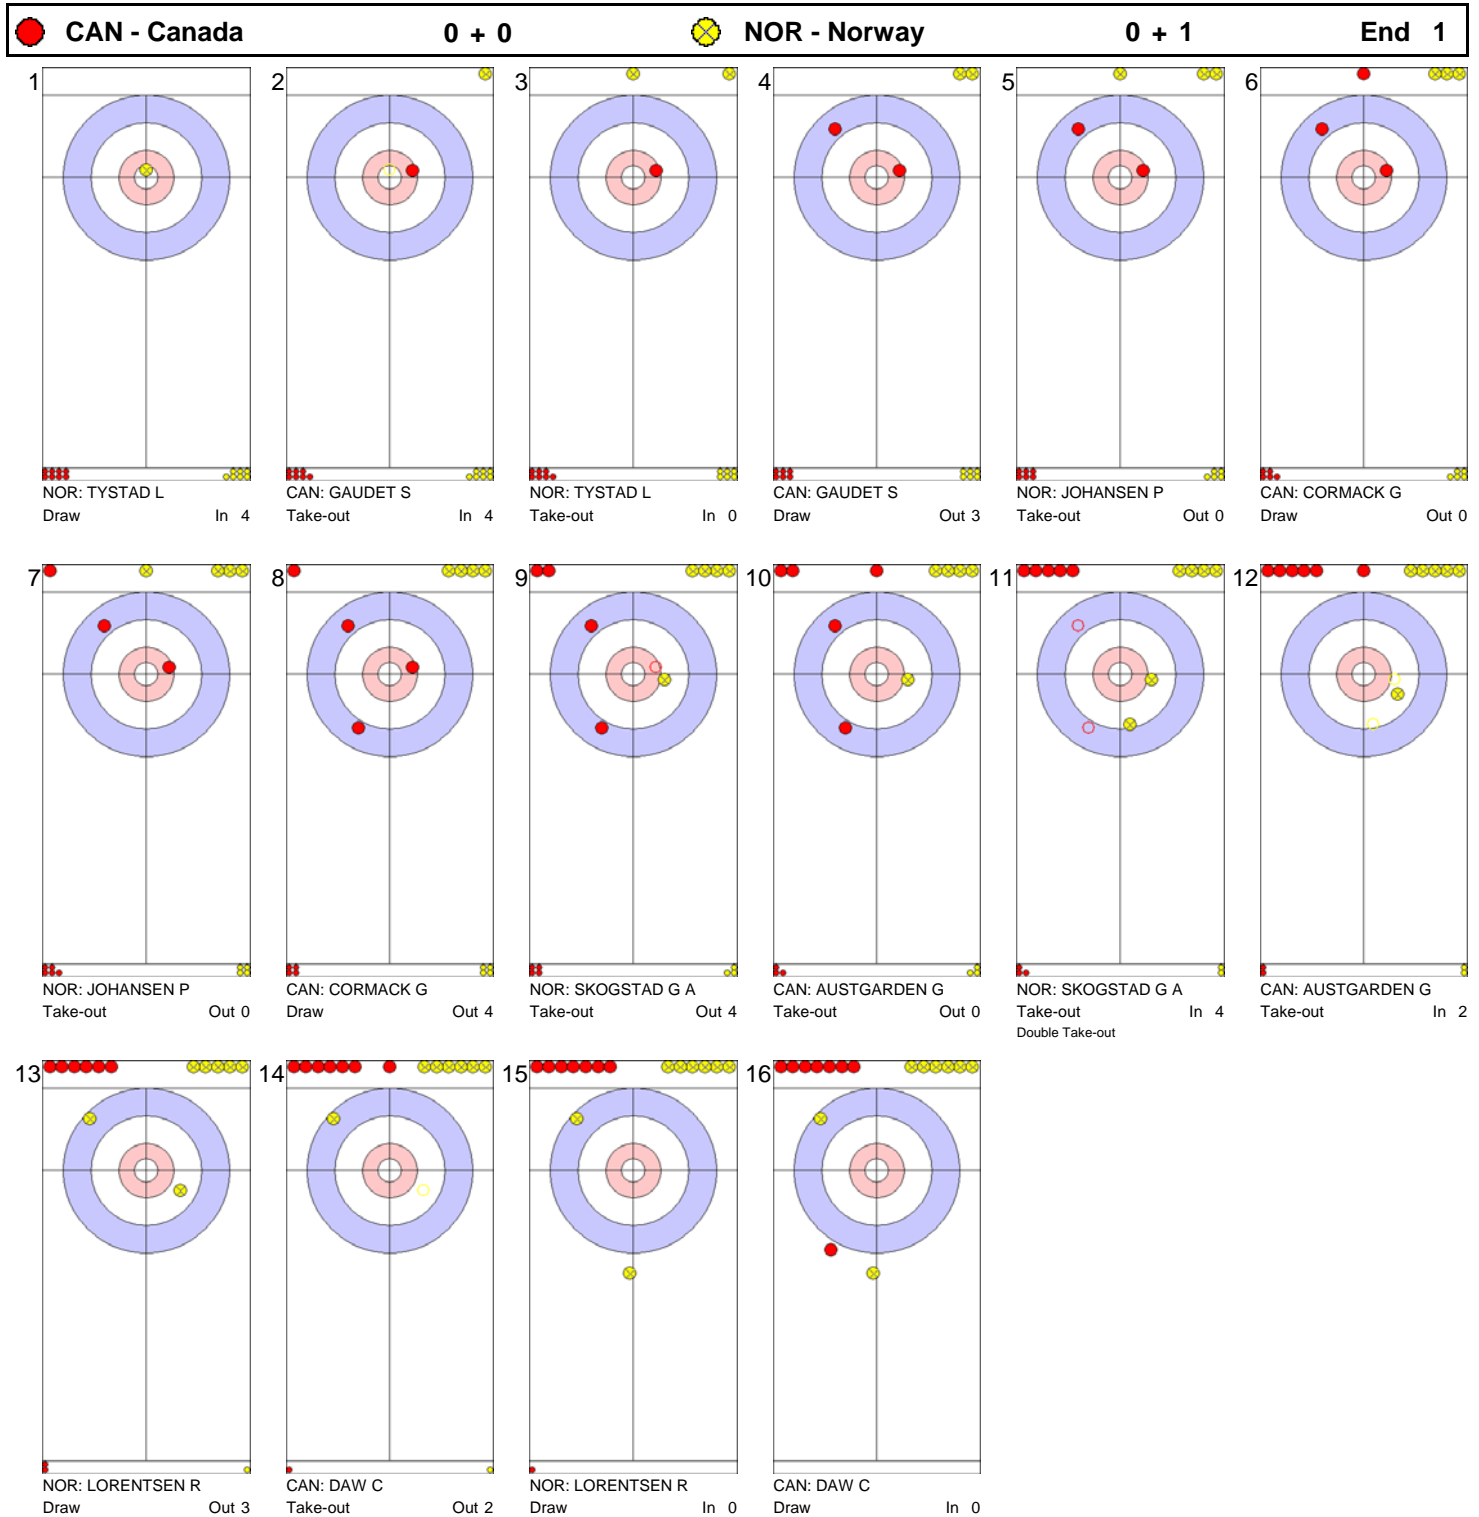 CAN - Canada 0 + 0 NOR - Norway 0 + 1 End 1
1 2 3 4 5 6
NOR: TYSTAD L CAN: GAUDET S NOR: TYSTAD L CAN: GAUDET S NOR: JOHANSEN P CAN: CORMACK G
Draw In 4 Take-out In 4 Take-out In 0 Draw Out 3 Take-out Out 0 Draw Out 0
7 8 9 10 11 12
NOR: JOHANSEN P CAN: CORMACK G NOR: SKOGSTAD G A CAN: AUSTGARDEN G NOR: SKOGSTAD G A CAN: AUSTGARDEN G
Take-out Out 0 Draw Out 4 Take-out Out 4 Take-out Out 0 Take-out In 4 Take-out In 2
Double Take-out
13 14 15 16
NOR: LORENTSEN R CAN: DAW C NOR: LORENTSEN R CAN: DAW C
Draw Out 3 Take-out Out 2 Draw In 0 Draw In 0